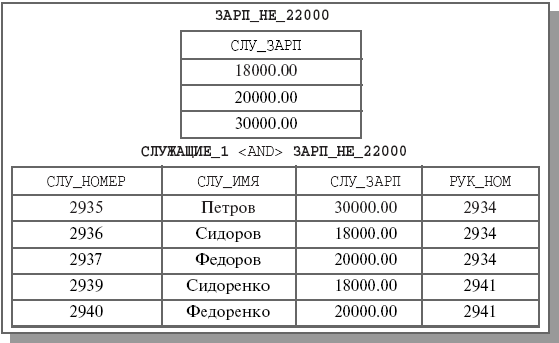 ЗАРП_НЕ_22000
СЛУ_ЗАРП
18000.00
20000.00
30000.00
СЛУЖАЩИЕ_1 <AND> ЗАРП_НЕ_22000
СЛУ_НОМЕР СЛУ_ИМЯ СЛУ_ЗАРП РУК_НОМ
2935 Петров 30000.00 2934
2936 Сидоров 18000.00 2934
2937 Федоров 20000.00 2934
2939 Сидоренко 18000.00 2941
2940 Федоренко 20000.00 2941